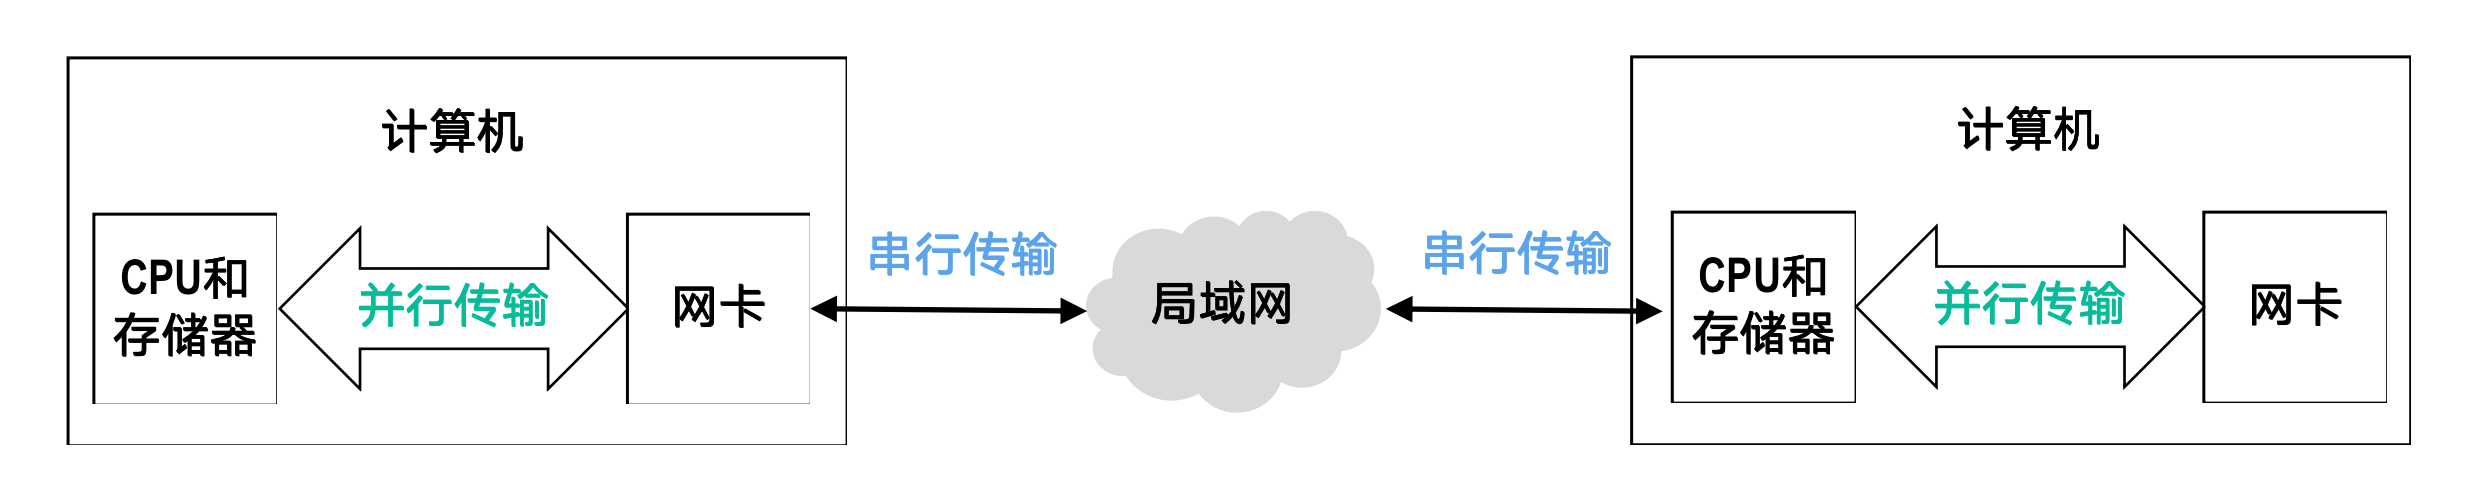 计算机
CPU和
存储器
并行传输
网卡
串行传输
局域网
串行传输
计算机
CPU和
存储器
并行传输
网卡